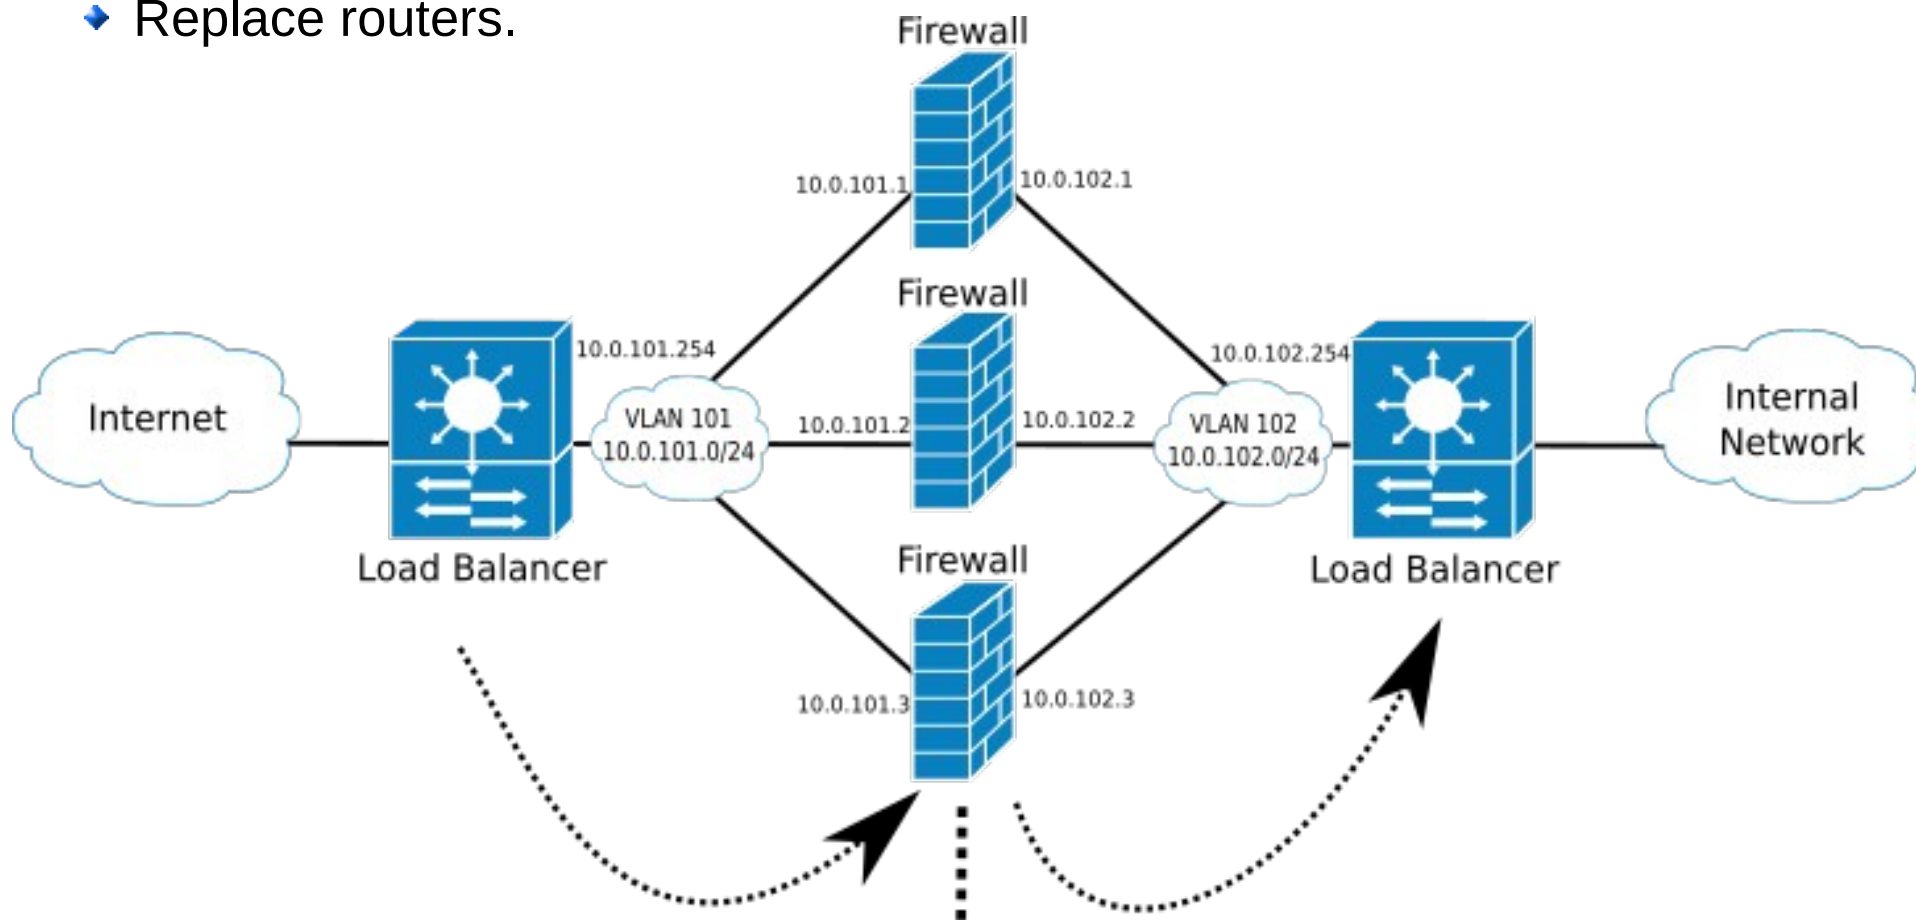 Replace routers.
Firewall
10.0.101.1
10.0.102.1
Firewall
10.0.101.254
10.0.102.254
Internet
VLAN 101
10.0.101.0/24
10.0.101.2
10.0.102.2
VLAN 102
10.0.102.0/24
Internal
Network
Load Balancer
Firewall
Load Balancer
10.0.101.3
10.0.102.3